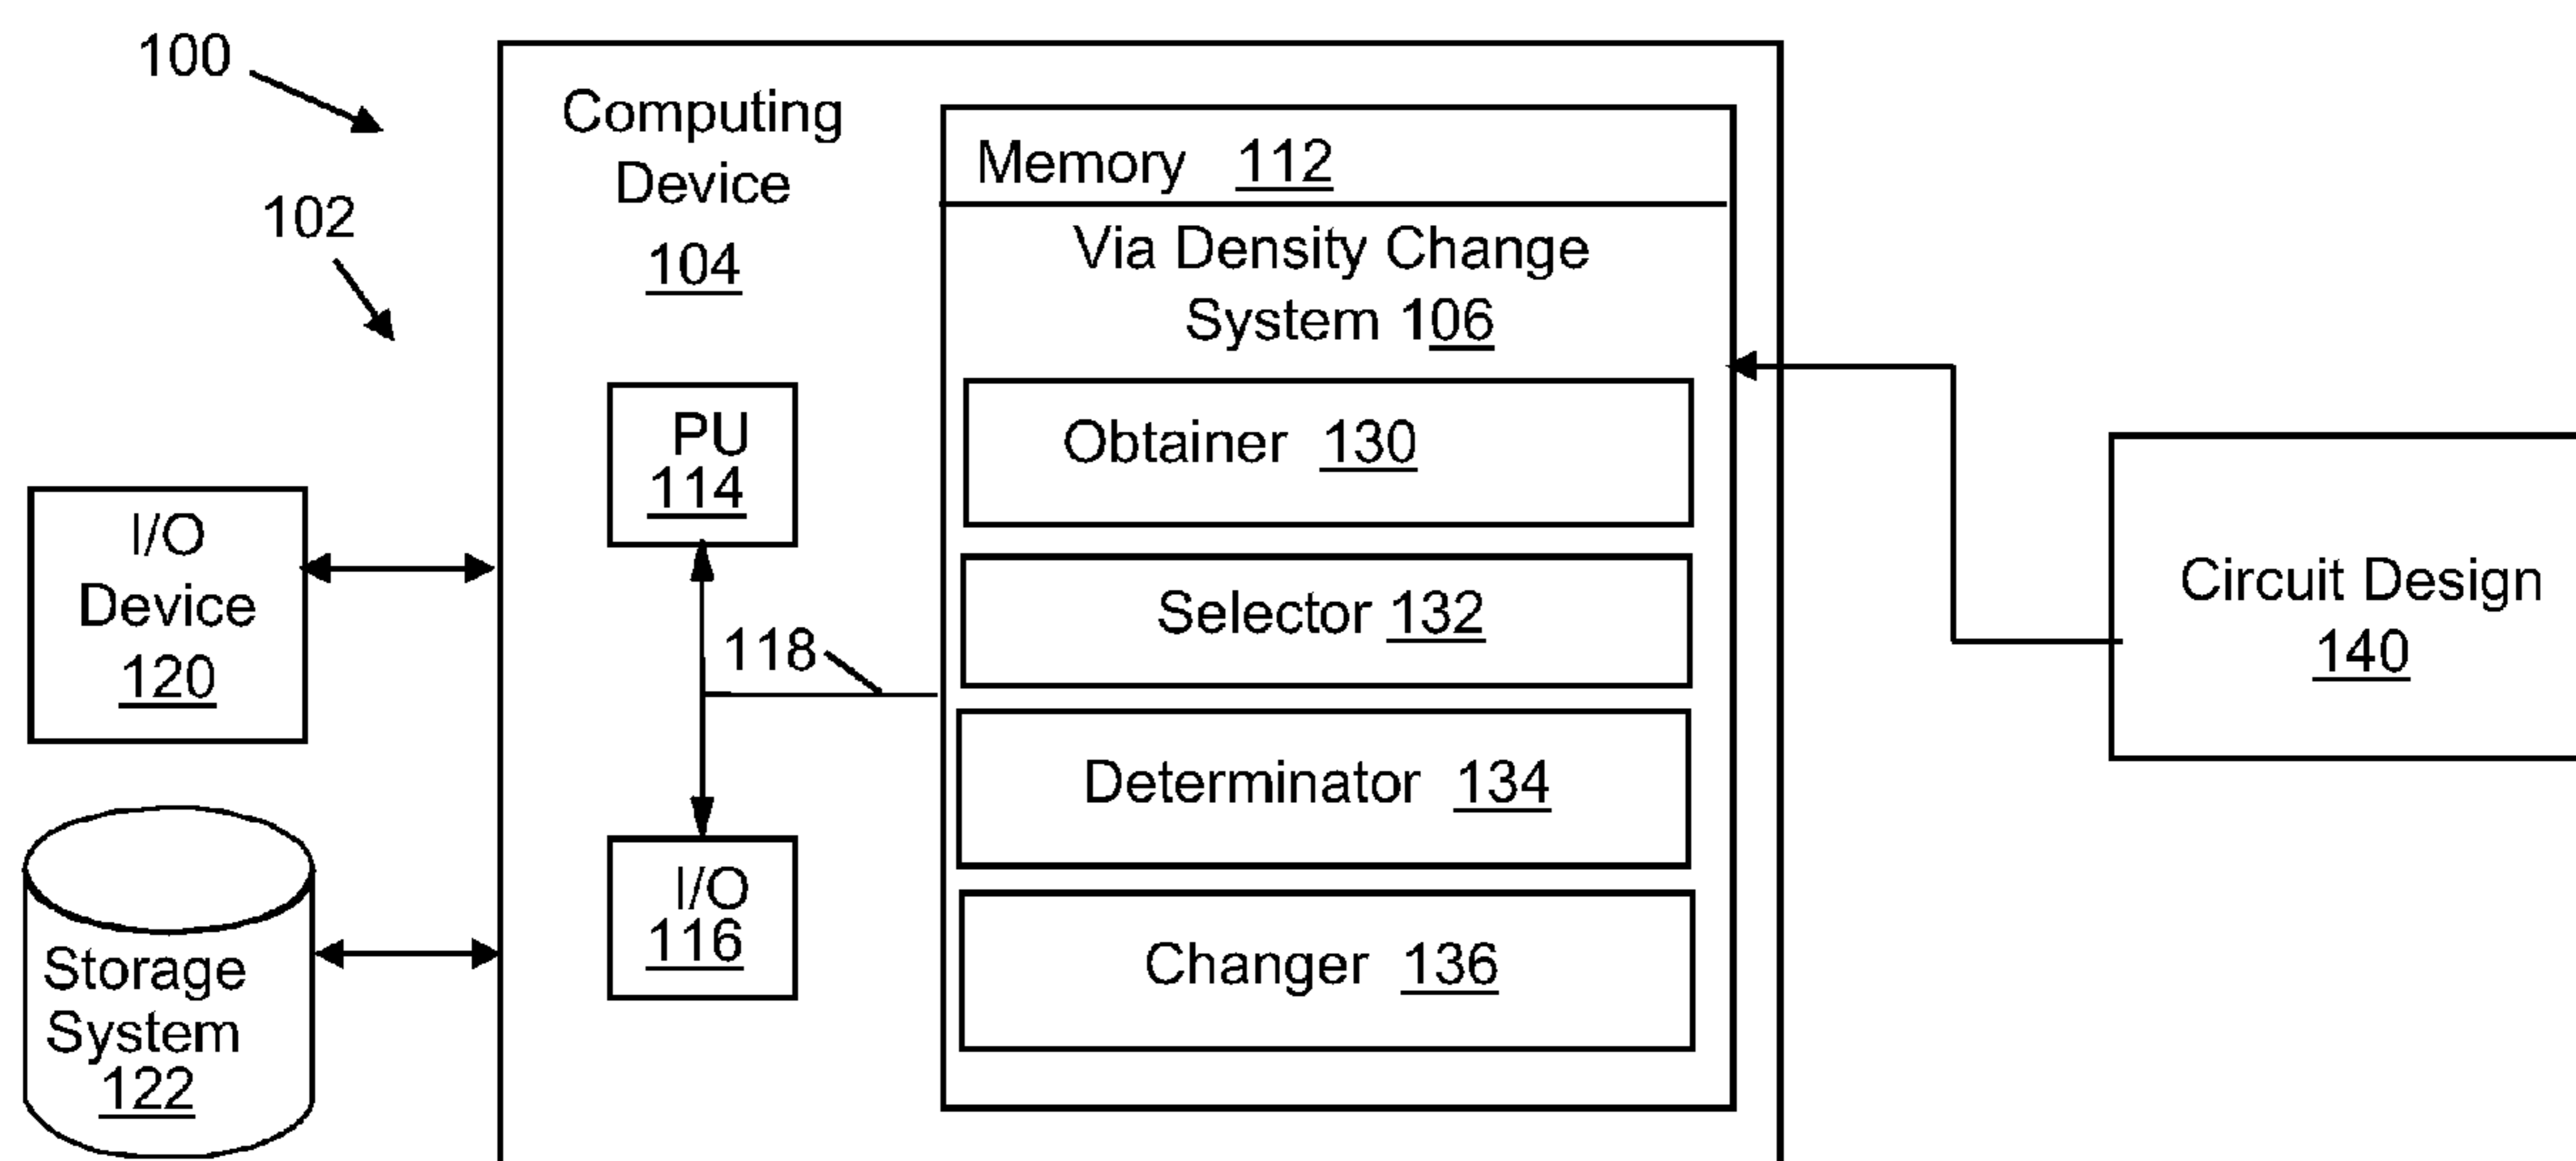 100
102
Computing
Device
104
Memory 112
Via Density Change
System 106
PU
114
Obtainer 130
I/O
Device
120
118
Selector 132
Circuit Design
140
Determinator 134
I/O
116
Changer 136
Storage
System
122